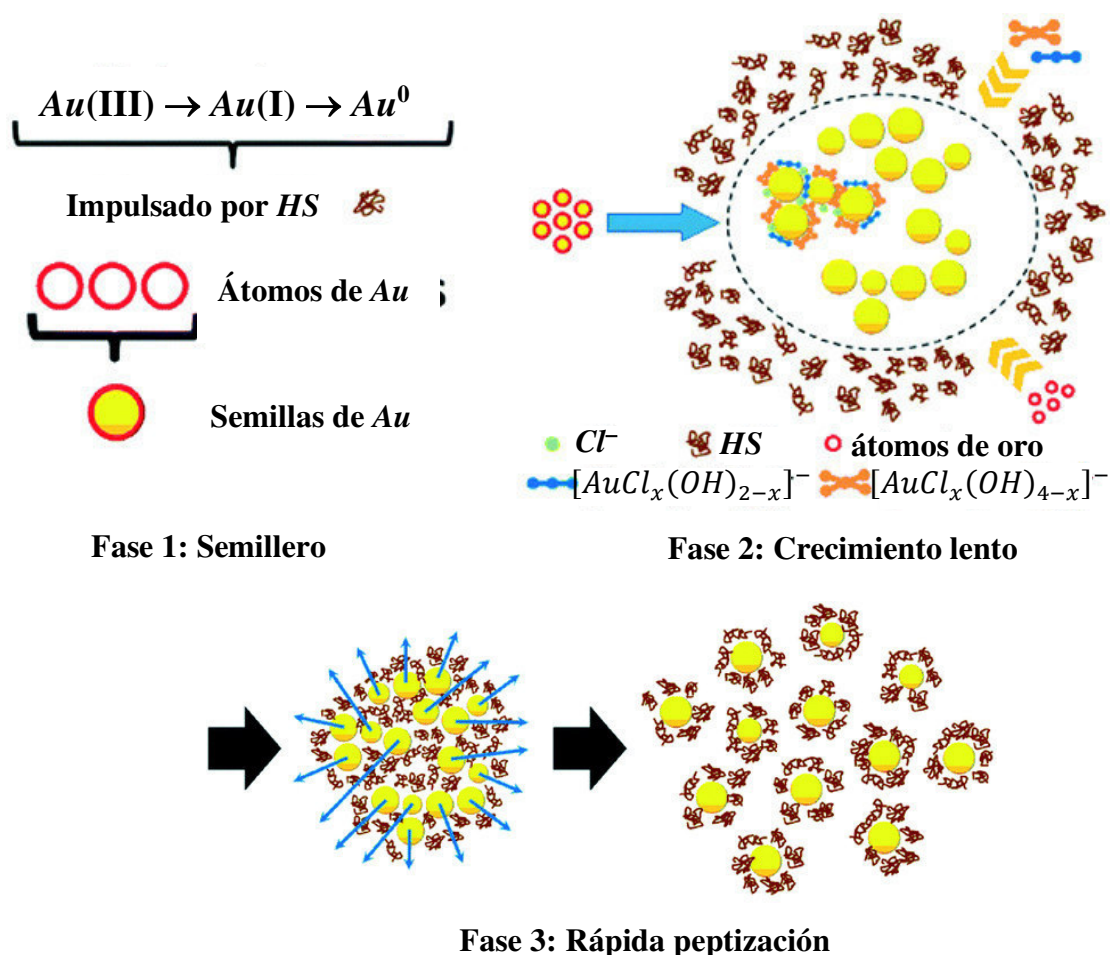 Au(III) → Au(I) → Au⁰
Impulsado por HS
Átomos de Au
Semillas de Au
Cl⁻ HS átomos de oro
[AuClₓ(OH)₂₋ₓ]⁻ [AuClₓ(OH)₄₋ₓ]⁻
Fase 1: Semillero
Fase 2: Crecimiento lento
Fase 3: Rápida peptización